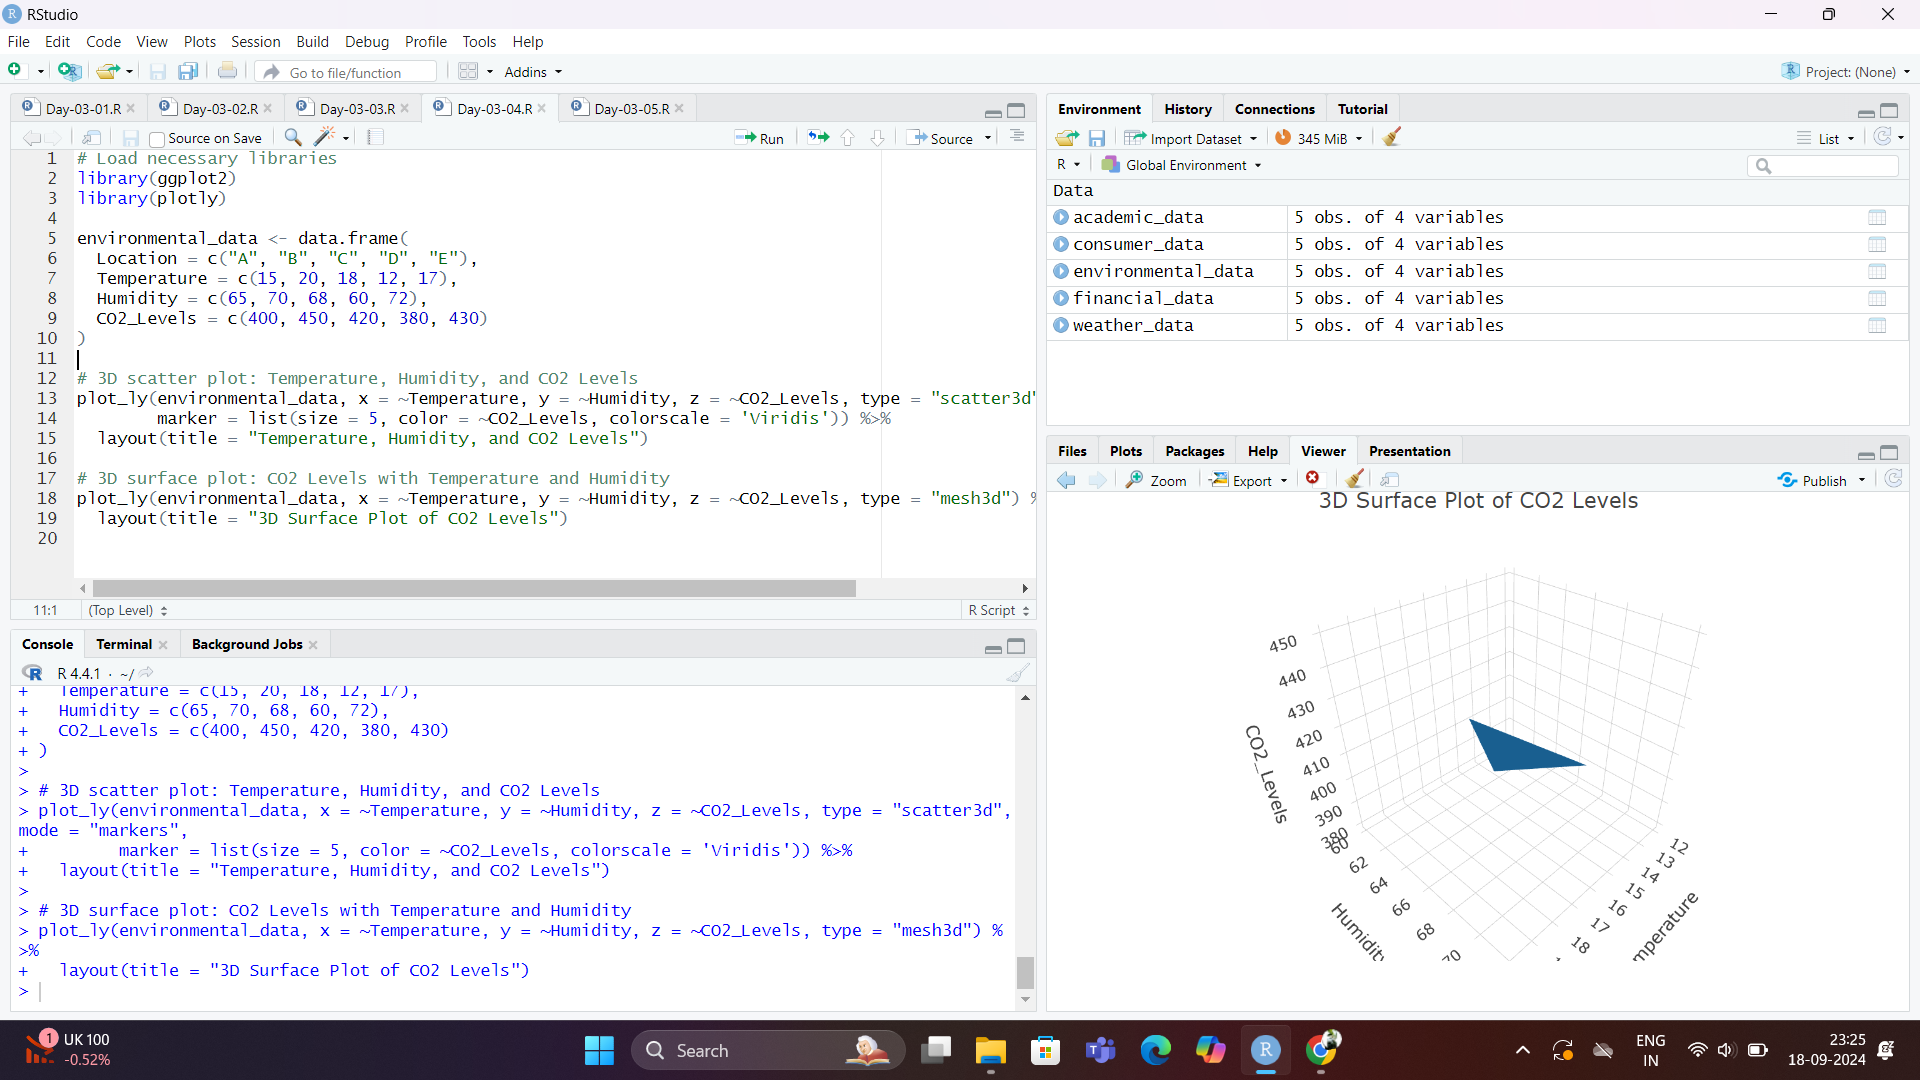 RStudio
File Edit Code View Plots Session Build Debug Profile Tools Help
Go to file/function Addins Project: (None)
Day-03-01.R Day-03-02.R Day-03-03.R Day-03-04.R Day-03-05.R
Source on Save Run Source
1 # Load necessary libraries
2 library(ggplot2)
3 library(plotly)
4
5 environmental_data <- data.frame(
6 Location = c("A", "B", "C", "D", "E"),
7 Temperature = c(15, 20, 18, 12, 17),
8 Humidity = c(65, 70, 68, 60, 72),
9 CO2_Levels = c(400, 450, 420, 380, 430)
10 )
11
12 # 3D scatter plot: Temperature, Humidity, and CO2 Levels
13 plot_ly(environmental_data, x = ~Temperature, y = ~Humidity, z = ~CO2_Levels, type = "scatter3d"
14 marker = list(size = 5, color = ~CO2_Levels, colorscale = 'Viridis')) %>%
15 layout(title = "Temperature, Humidity, and CO2 Levels")
16
17 # 3D surface plot: CO2 Levels with Temperature and Humidity
18 plot_ly(environmental_data, x = ~Temperature, y = ~Humidity, z = ~CO2_Levels, type = "mesh3d") %
19 layout(title = "3D Surface Plot of CO2 Levels")
20
11:1 (Top Level) R Script
Console Terminal Background Jobs
R 4.4.1 · ~/
+ Temperature = c(15, 20, 18, 12, 17),
+ Humidity = c(65, 70, 68, 60, 72),
+ CO2_Levels = c(400, 450, 420, 380, 430)
+ )
>
> # 3D scatter plot: Temperature, Humidity, and CO2 Levels
> plot_ly(environmental_data, x = ~Temperature, y = ~Humidity, z = ~CO2_Levels, type = "scatter3d",
mode = "markers",
+ marker = list(size = 5, color = ~CO2_Levels, colorscale = 'Viridis')) %>%
+ layout(title = "Temperature, Humidity, and CO2 Levels")
>
> # 3D surface plot: CO2 Levels with Temperature and Humidity
> plot_ly(environmental_data, x = ~Temperature, y = ~Humidity, z = ~CO2_Levels, type = "mesh3d") %
>%
+ layout(title = "3D Surface Plot of CO2 Levels")
>
Environment History Connections Tutorial
Import Dataset 345 MiB List
R Global Environment
Data
academic_data 5 obs. of 4 variables
consumer_data 5 obs. of 4 variables
environmental_data 5 obs. of 4 variables
financial_data 5 obs. of 4 variables
weather_data 5 obs. of 4 variables
Files Plots Packages Help Viewer Presentation
Zoom Export Publish
3D Surface Plot of CO2 Levels
450
440
430
420
410
400
390
380
CO2_Levels
60
62
64
66
68
70
Humidity
12
13
14
15
16
17
18
mperature
1 UK 100
-0.52%
Search
ENG
IN
23:25
18-09-2024